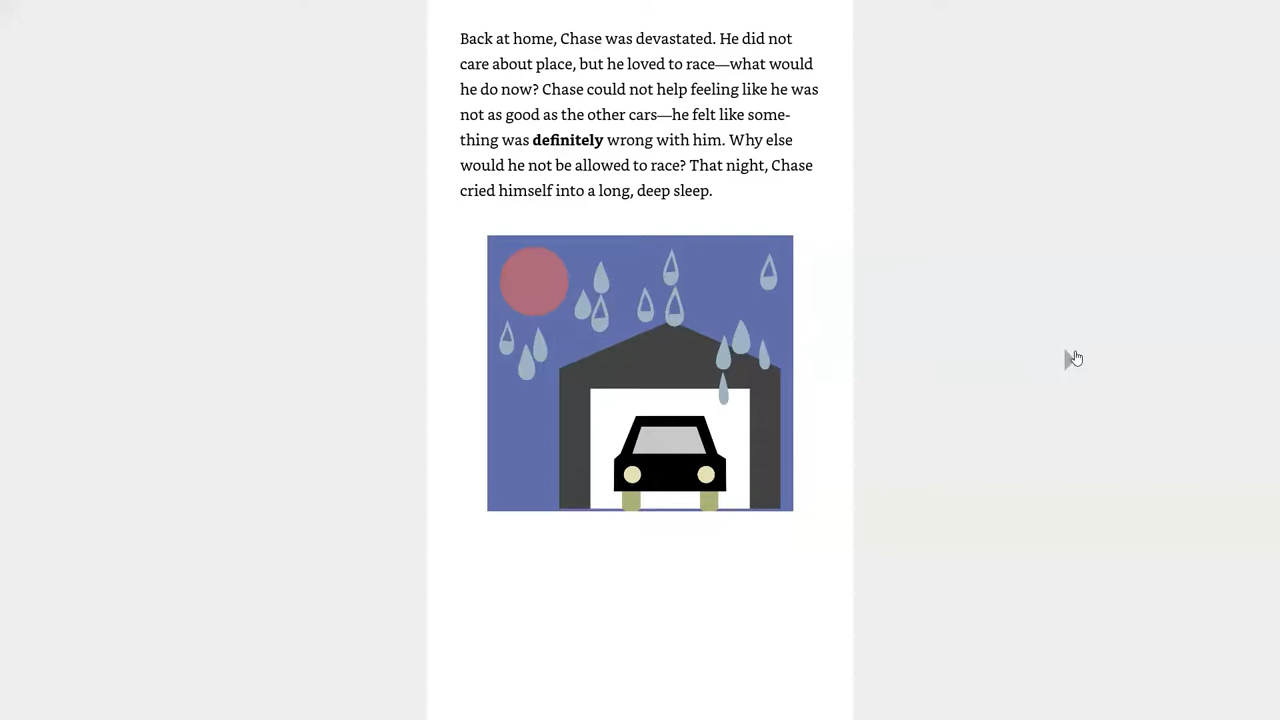 Back at home, Chase was devastated. He did not
care about place, but he loved to race—what would
he do now? Chase could not help feeling like he was
not as good as the other cars—he felt like some-
thing was definitely wrong with him. Why else
would he not be allowed to race? That night, Chase
cried himself into a long, deep sleep.